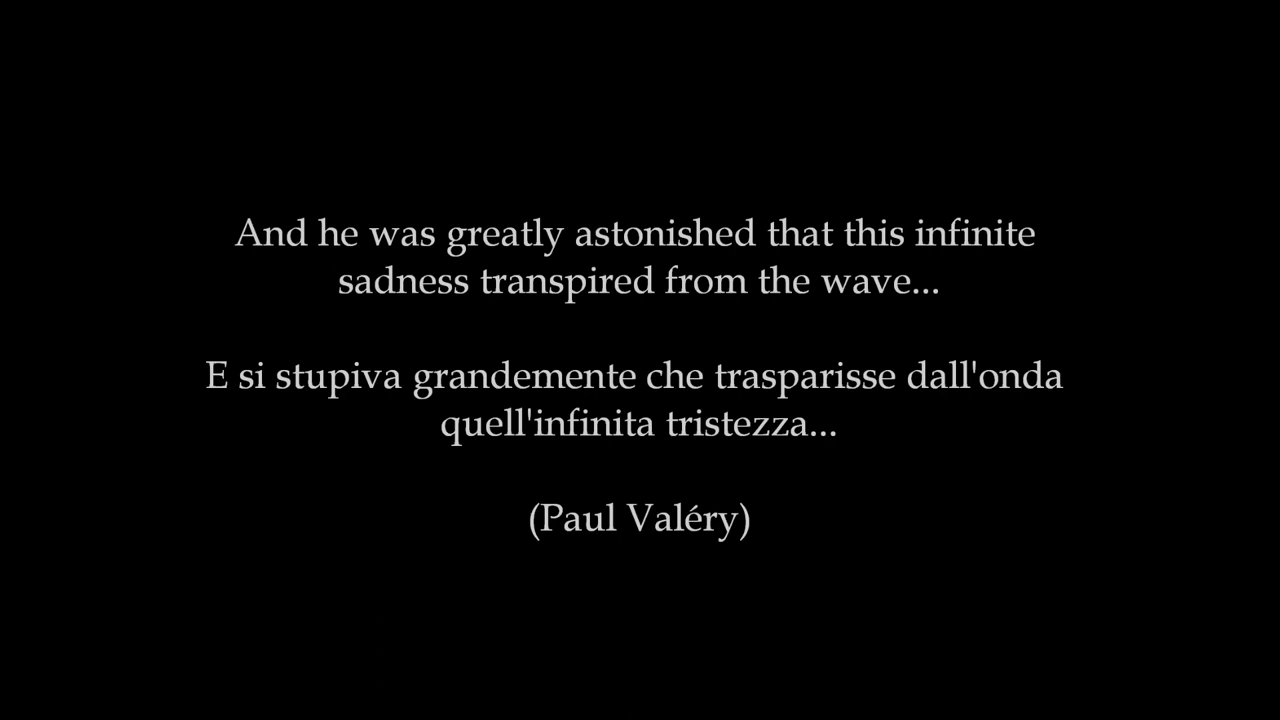 And he was greatly astonished that this infinite
sadness transpired from the wave...
E si stupiva grandemente che trasparisse dall'onda
quell'infinita tristezza...
(Paul Valéry)